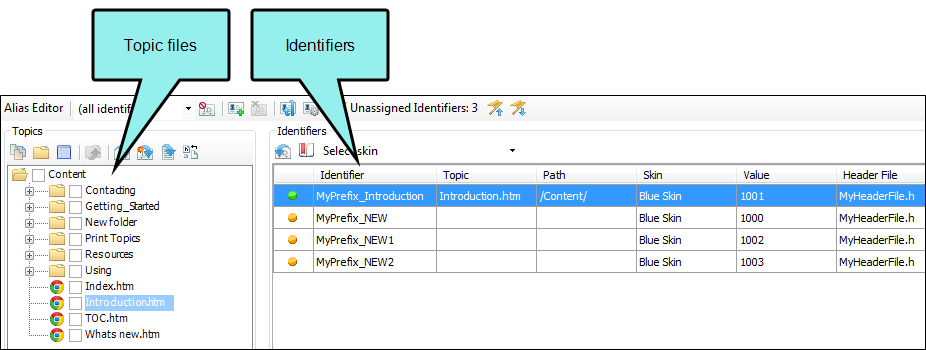 Topic files
Identifiers
Alias Editor (all identif Unassigned Identifiers: 3
Topics
Identifiers
Select skin
Content
Contacting
Getting_Started
New folder
Print Topics
Resources
Using
Index.htm
Introduction.htm
TOC.htm
Whats new.htm
Identifier Topic Path Skin Value Header File
MyPrefix_Introduction Introduction.htm /Content/ Blue Skin 1001 MyHeaderFile.h
MyPrefix_NEW Blue Skin 1000 MyHeaderFile.h
MyPrefix_NEW1 Blue Skin 1002 MyHeaderFile.h
MyPrefix_NEW2 Blue Skin 1003 MyHeaderFile.h